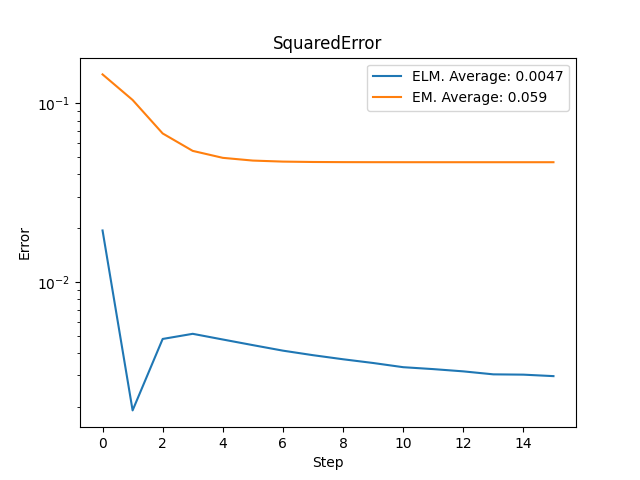 SquaredError
ELM. Average: 0.0047
EM. Average: 0.059
10⁻¹
10⁻²
Error
0 2 4 6 8 10 12 14
Step